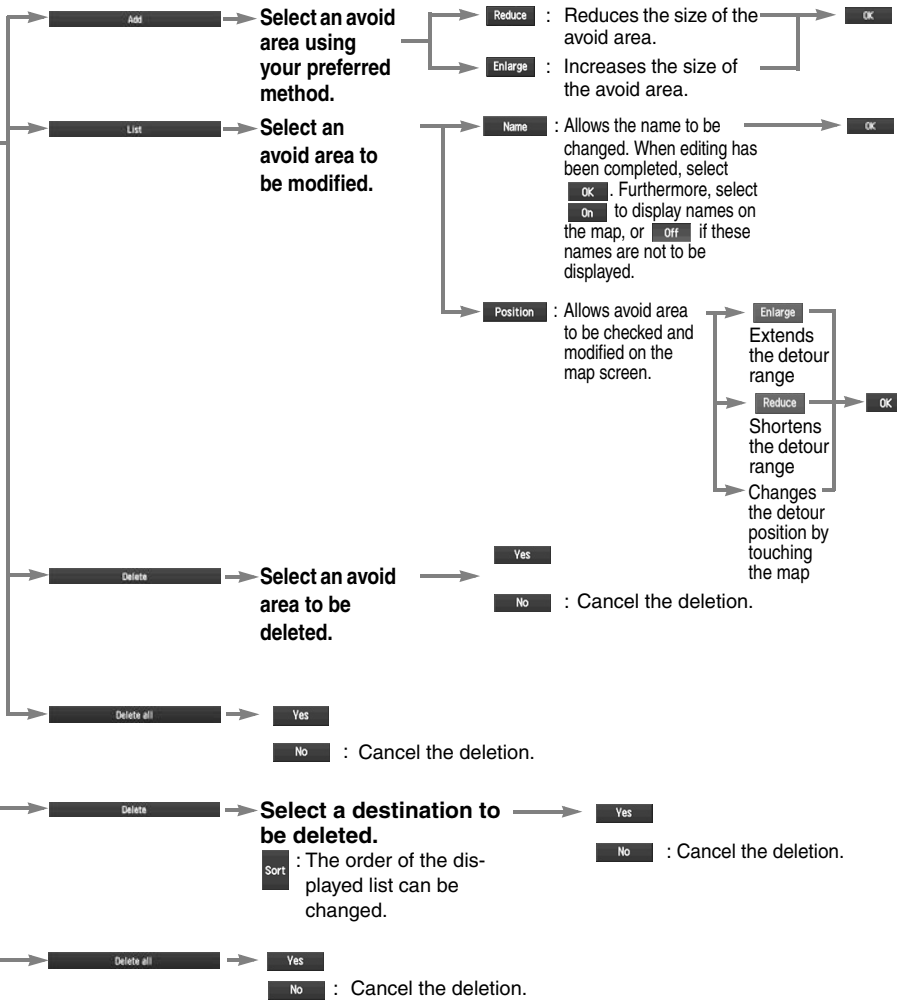 Add
Select an avoid
area using
your preferred
method.
Reduce : Reduces the size of the
avoid area.
OK
Enlarge : Increases the size of
the avoid area.
List
Select an
avoid area to
be modified.
Name : Allows the name to be
changed. When editing has
been completed, select
OK . Furthermore, select
On to display names on
the map, or Off if these
names are not to be
displayed.
OK
Position : Allows avoid area
to be checked and
modified on the
map screen.
Enlarge
Extends
the detour
range
Reduce
Shortens
the detour
range
Changes
the detour
position by
touching
the map
OK
Delete
Select an avoid
area to be
deleted.
Yes
No : Cancel the deletion.
Delete all
Yes
No : Cancel the deletion.
Delete
Select a destination to
be deleted.
Sort : The order of the dis-
played list can be
changed.
Yes
No : Cancel the deletion.
Delete all
Yes
No : Cancel the deletion.